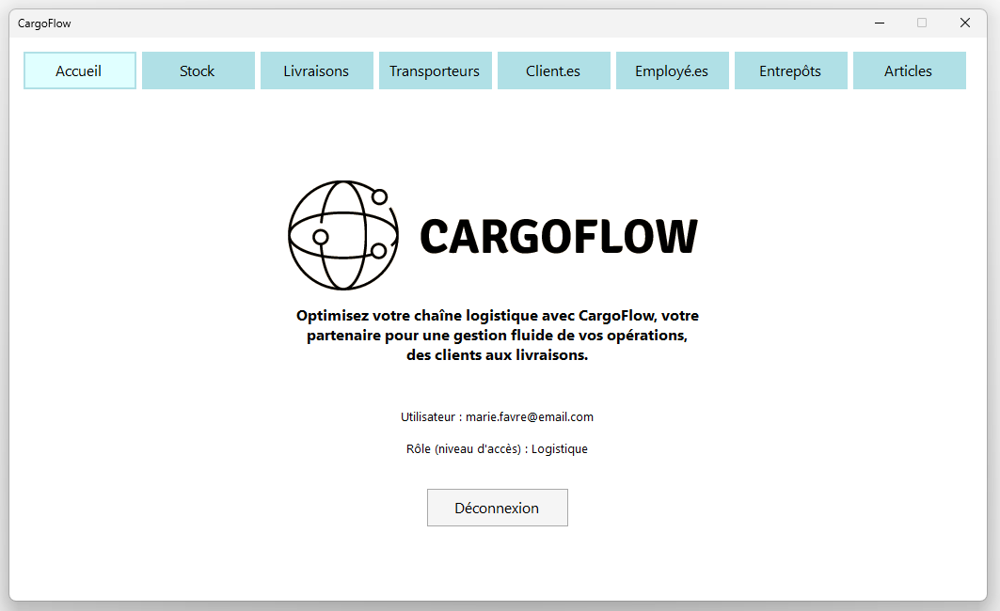 CargoFlow
Accueil Stock Livraisons Transporteurs Client.es Employé.es Entrepôts Articles
CARGOFLOW
Optimisez votre chaîne logistique avec CargoFlow, votre
partenaire pour une gestion fluide de vos opérations,
des clients aux livraisons.
Utilisateur : marie.favre@email.com
Rôle (niveau d'accès) : Logistique
Déconnexion